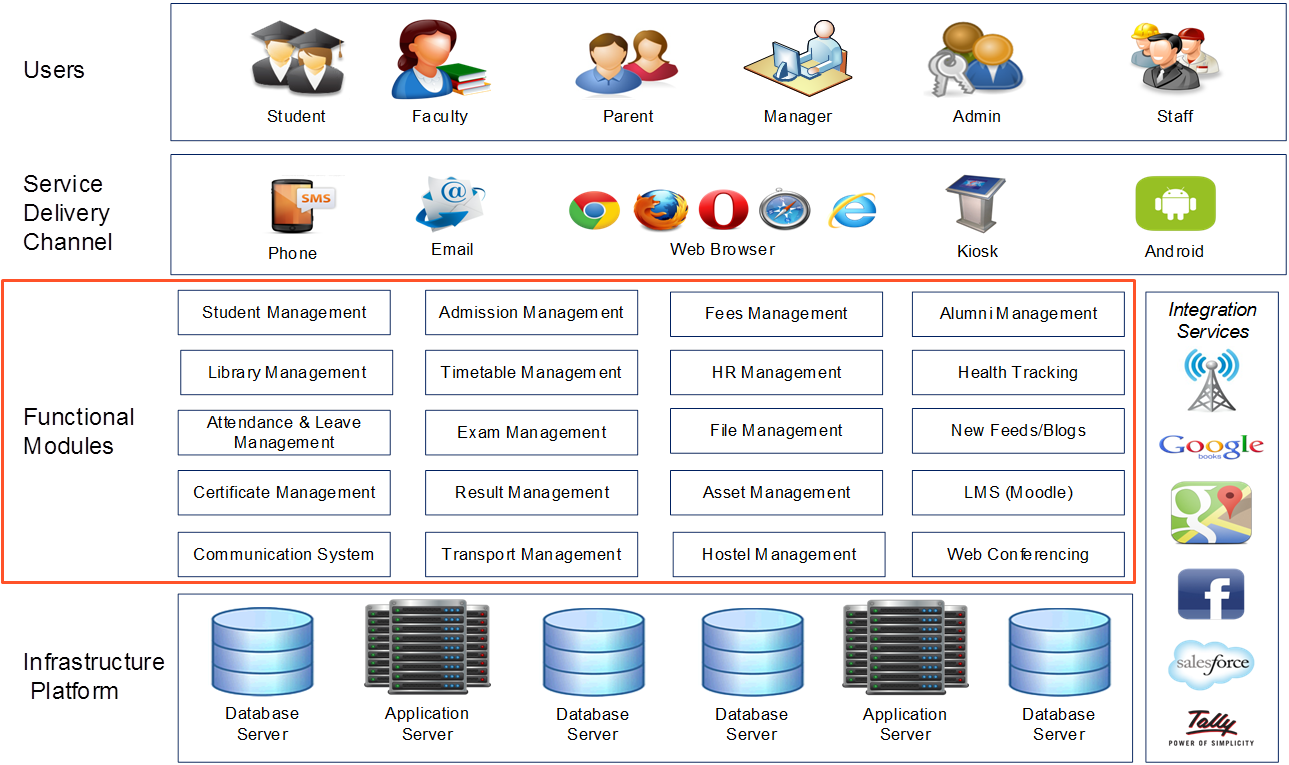 Users
Student
Faculty
Parent
Manager
Admin
Staff
Service
Delivery
Channel
SMS
@
Phone
Email
Web Browser
Kiosk
Android
Functional
Modules
Student Management
Admission Management
Fees Management
Alumni Management
Library Management
Timetable Management
HR Management
Health Tracking
Attendance & Leave
Management
Exam Management
File Management
New Feeds/Blogs
Certificate Management
Result Management
Asset Management
LMS (Moodle)
Communication System
Transport Management
Hostel Management
Web Conferencing
Integration
Services
Google
books
g
f
salesforce
Tally
POWER OF SIMPLICITY
Infrastructure
Platform
Database
Server
Application
Server
Database
Server
Database
Server
Application
Server
Database
Server